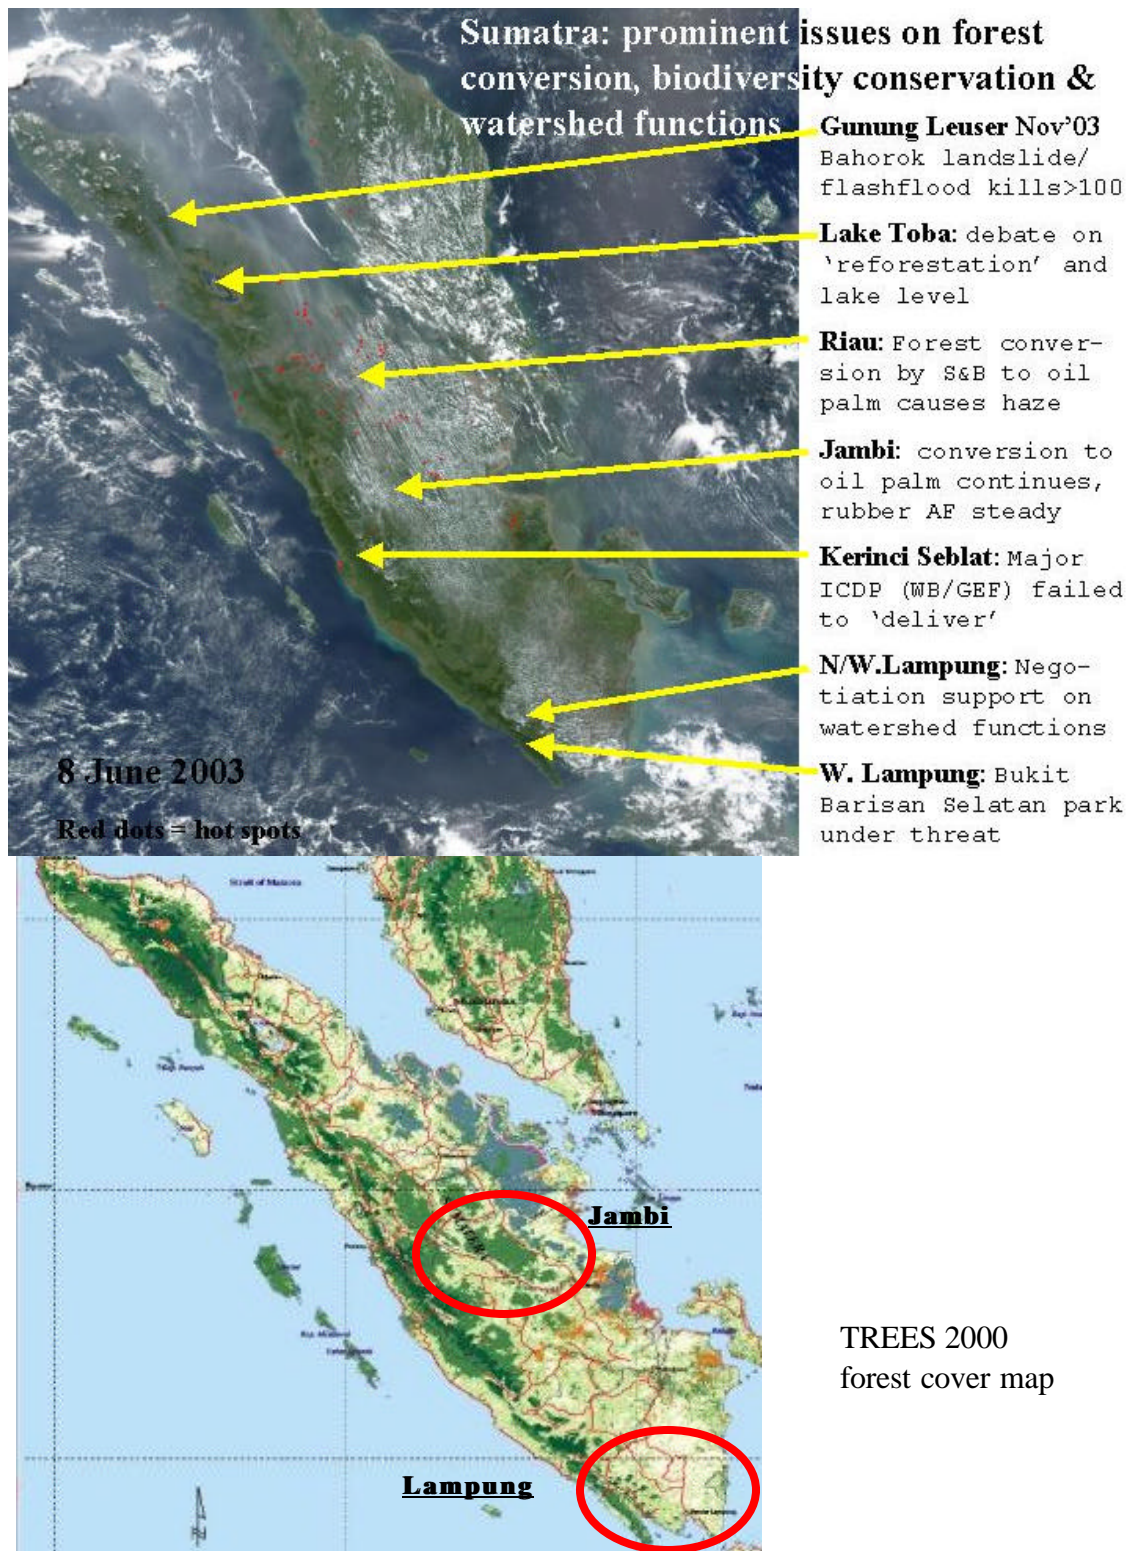 Sumatra: prominent issues on forest
conversion, biodiversity conservation &
watershed functions
Gunung Leuser Nov'03
Bahorok landslide/
flashflood kills>100
Lake Toba: debate on
'reforestation' and
lake level
Riau: Forest conver-
sion by S&B to oil
palm causes haze
Jambi: conversion to
oil palm continues,
rubber AF steady
Kerinci Seblat: Major
ICDP (WB/GEF) failed
to 'deliver'
N/W.Lampung: Nego-
tiation support on
watershed functions
W. Lampung: Bukit
Barisan Selatan park
under threat
8 June 2003
Red dots = hot spots
Strait of Malacca
Jambi
TREES 2000
forest cover map
Lampung